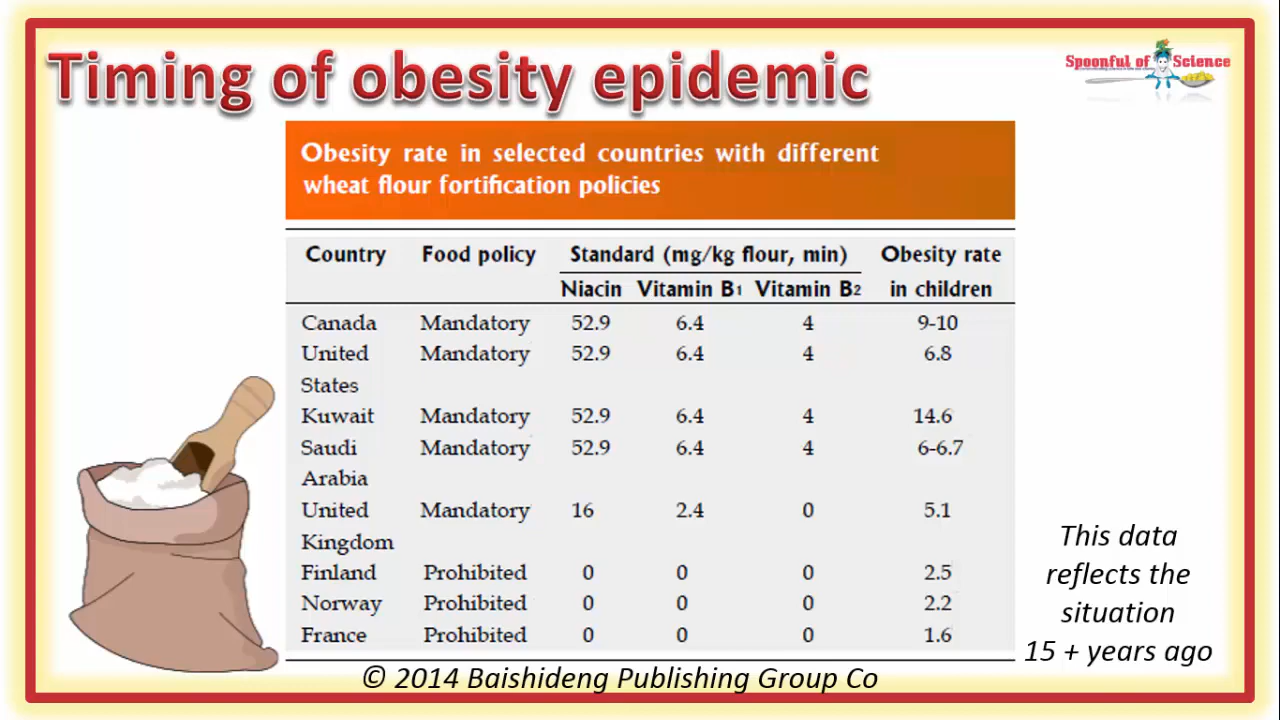 Timing of obesity epidemic
Spoonful of Science
Obesity rate in selected countries with different
wheat flour fortification policies
Country Food policy Standard (mg/kg flour, min) Obesity rate
Niacin Vitamin B1 Vitamin B2 in children
Canada Mandatory 52.9 6.4 4 9-10
United Mandatory 52.9 6.4 4 6.8
States
Kuwait Mandatory 52.9 6.4 4 14.6
Saudi Mandatory 52.9 6.4 4 6-6.7
Arabia
United Mandatory 16 2.4 0 5.1
Kingdom
Finland Prohibited 0 0 0 2.5
Norway Prohibited 0 0 0 2.2
France Prohibited 0 0 0 1.6
This data
reflects the
situation
15 + years ago
© 2014 Baishideng Publishing Group Co